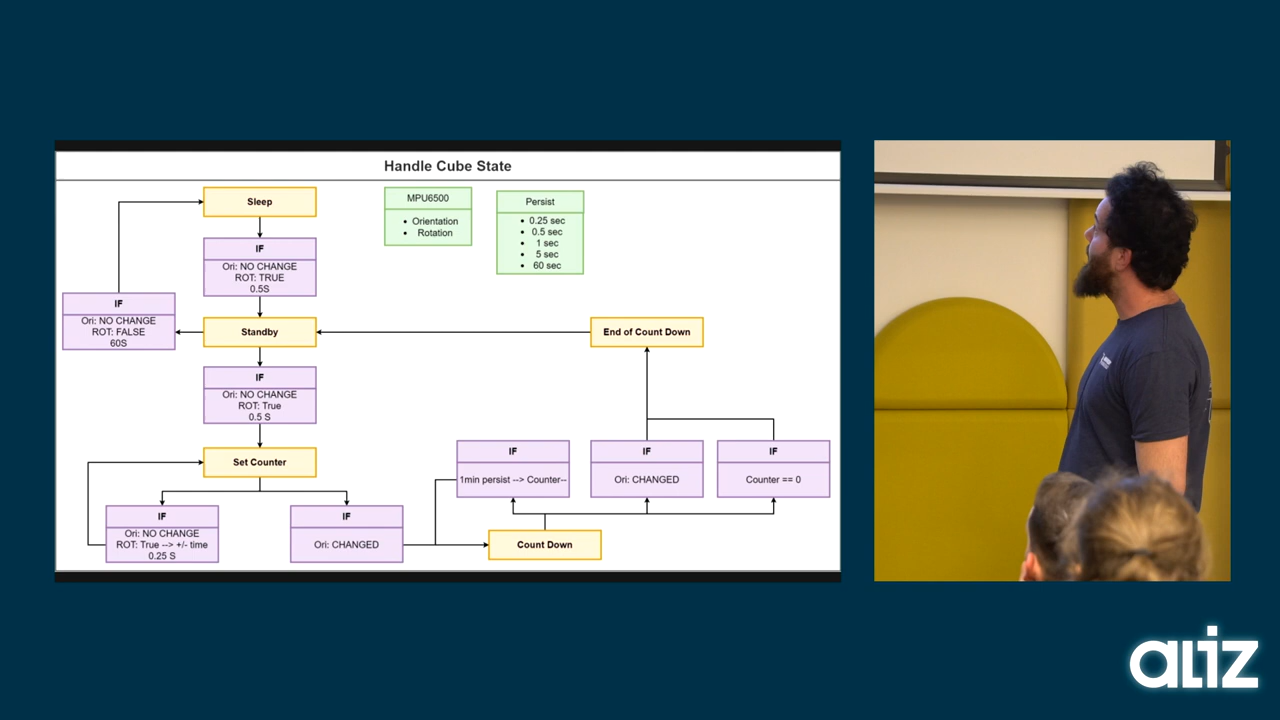 Handle Cube State
Sleep
IF
Ori: NO CHANGE
ROT: TRUE
0.5S
MPU6500
• Orientation
• Rotation
Persist
• 0.25 sec
• 0.5 sec
• 1 sec
• 5 sec
• 60 sec
IF
Ori: NO CHANGE
ROT: FALSE
60S
Standby
End of Count Down
IF
Ori: NO CHANGE
ROT: True
0.5 S
Set Counter
IF
1min persist --> Counter--
IF
Ori: CHANGED
IF
Counter == 0
IF
Ori: NO CHANGE
ROT: True --> +/- time
0.25 S
IF
Ori: CHANGED
Count Down
aliz